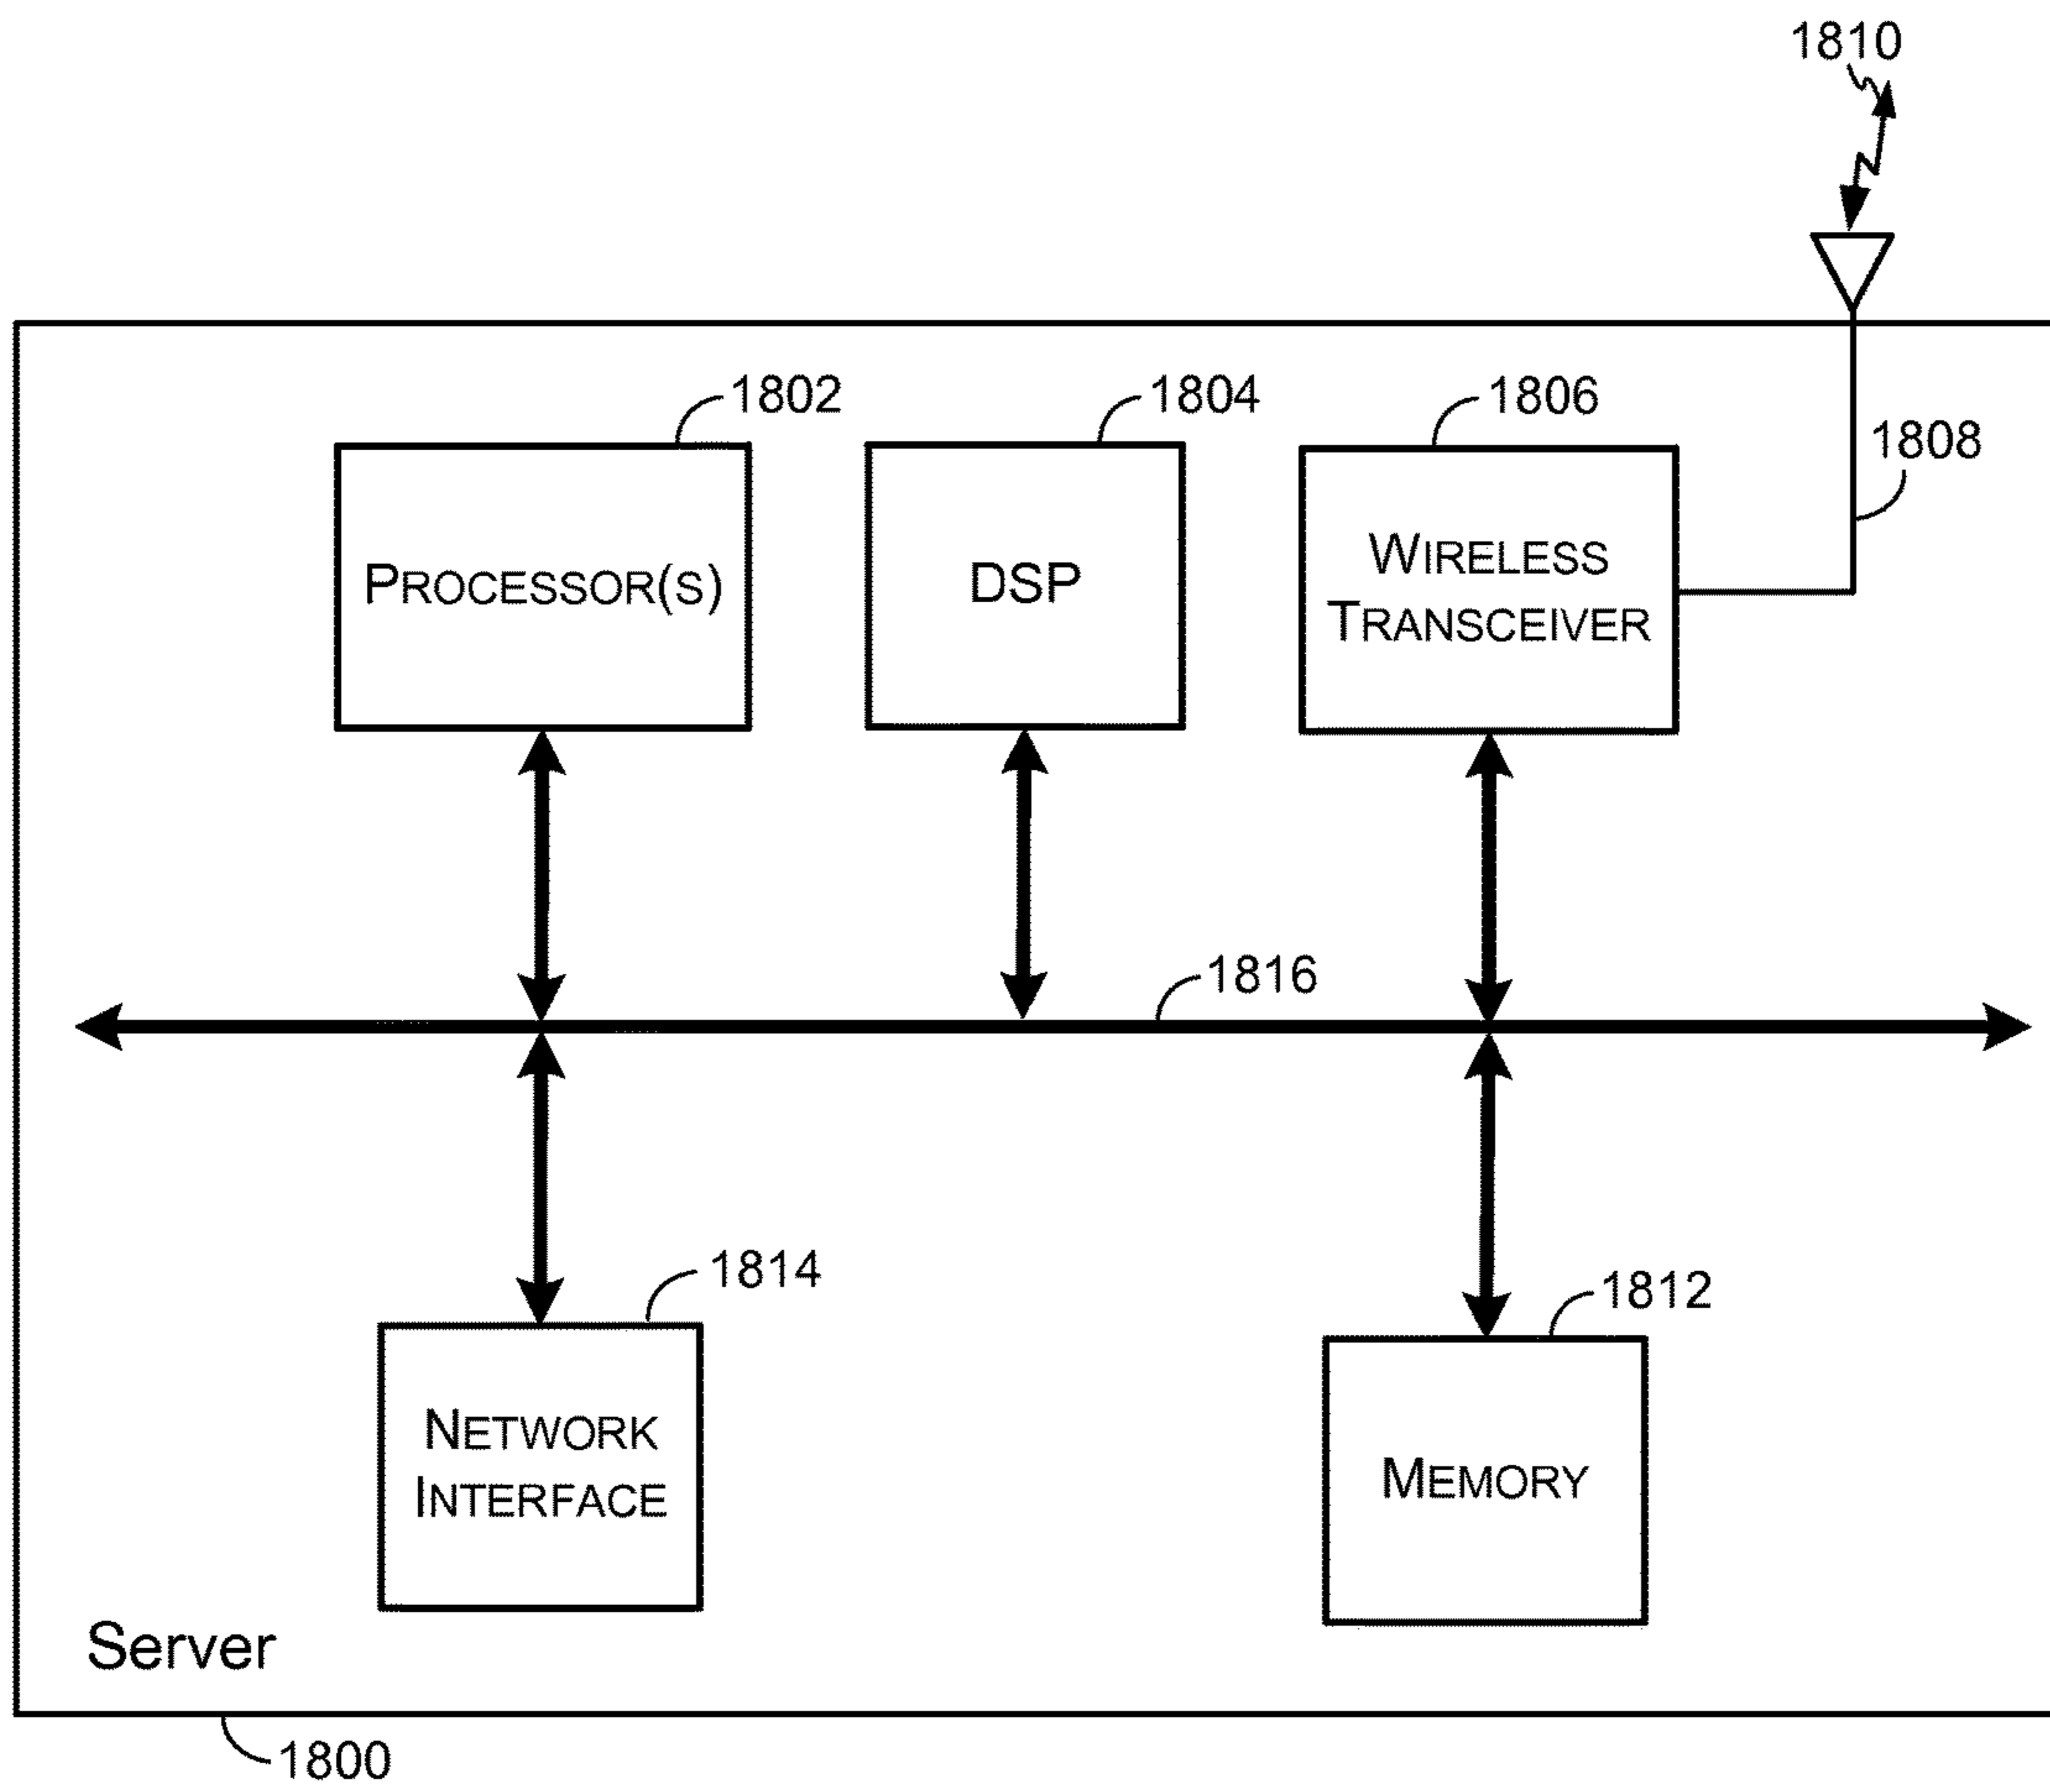 1810
1802
1804
1806
1808
PROCESSOR(S)
DSP
WIRELESS
TRANSCEIVER
1816
1814
1812
NETWORK
INTERFACE
MEMORY
Server
1800